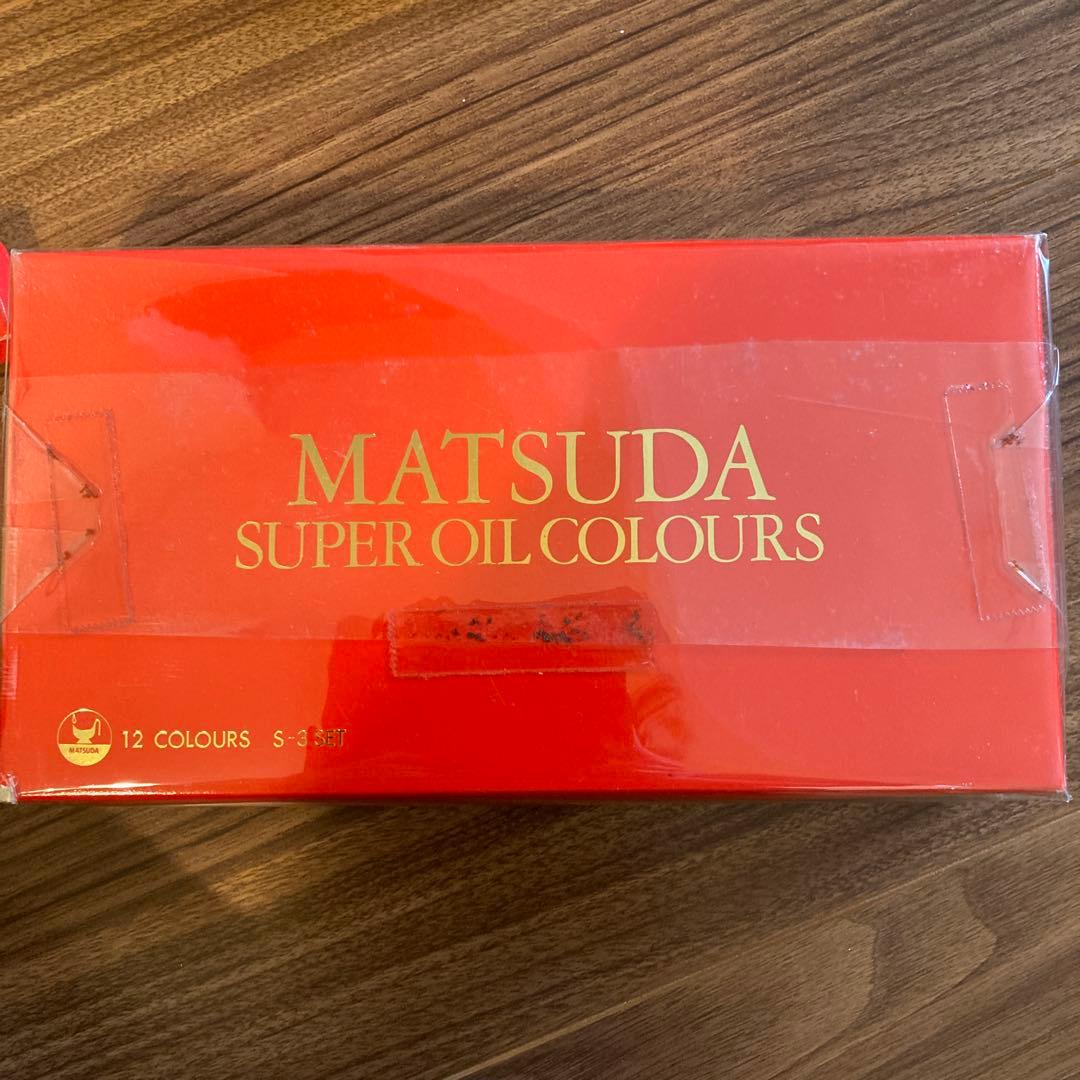 MATSUDA
SUPER OIL COLOURS
MATSUDA
12 COLOURS S-3 SET